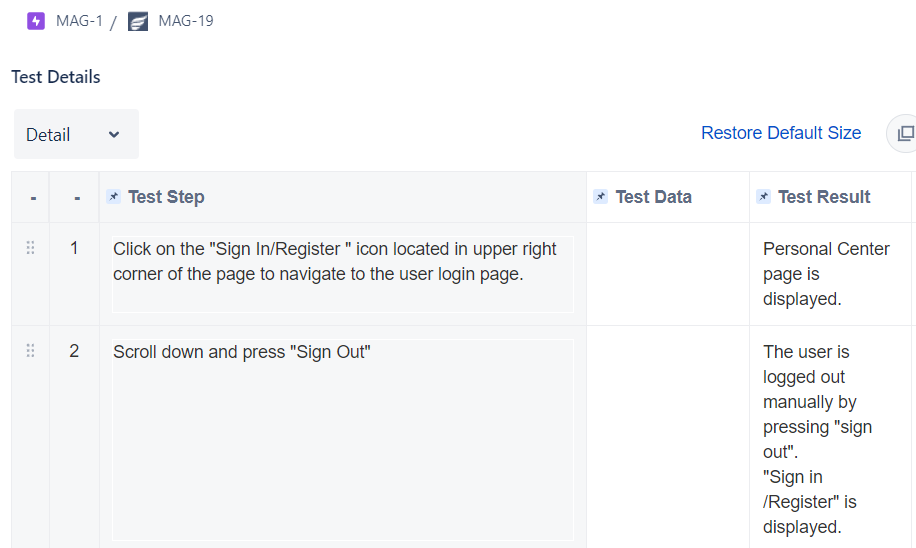 MAG-1 / MAG-19
Test Details
Detail
Restore Default Size
- - Test Step Test Data Test Result
1 Click on the "Sign In/Register " icon located in upper right
corner of the page to navigate to the user login page.
Personal Center
page is
displayed.
2 Scroll down and press "Sign Out"
The user is
logged out
manually by
pressing "sign
out".
"Sign in
/Register" is
displayed.